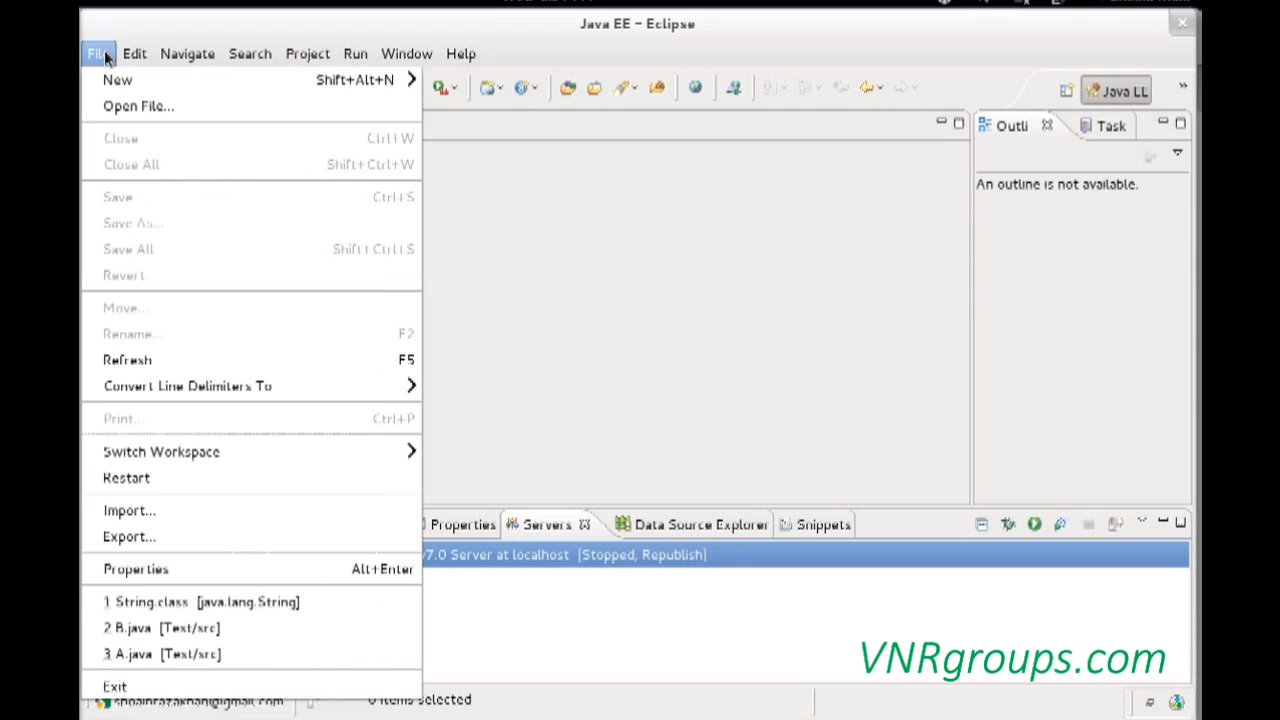 Java EE - Eclipse
File Edit Navigate Search Project Run Window Help
New Shift+Alt+N
Open File...
Java EE
Close Ctrl+W
Close All Shift+Ctrl+W
Outli Task
An outline is not available.
Save Ctrl+S
Save As...
Save All Shift+Ctrl+S
Revert
Move...
Rename... F2
Refresh F5
Convert Line Delimiters To
Print... Ctrl+P
Switch Workspace
Restart
Import...
Export...
Properties Alt+Enter
1 String.class [java.lang.String]
2 B.java [Test/src]
3 A.java [Test/src]
Exit
Properties Servers Data Source Explorer Snippets
v7.0 Server at localhost [Stopped, Republish]
VNRgroups.com
0 items selected